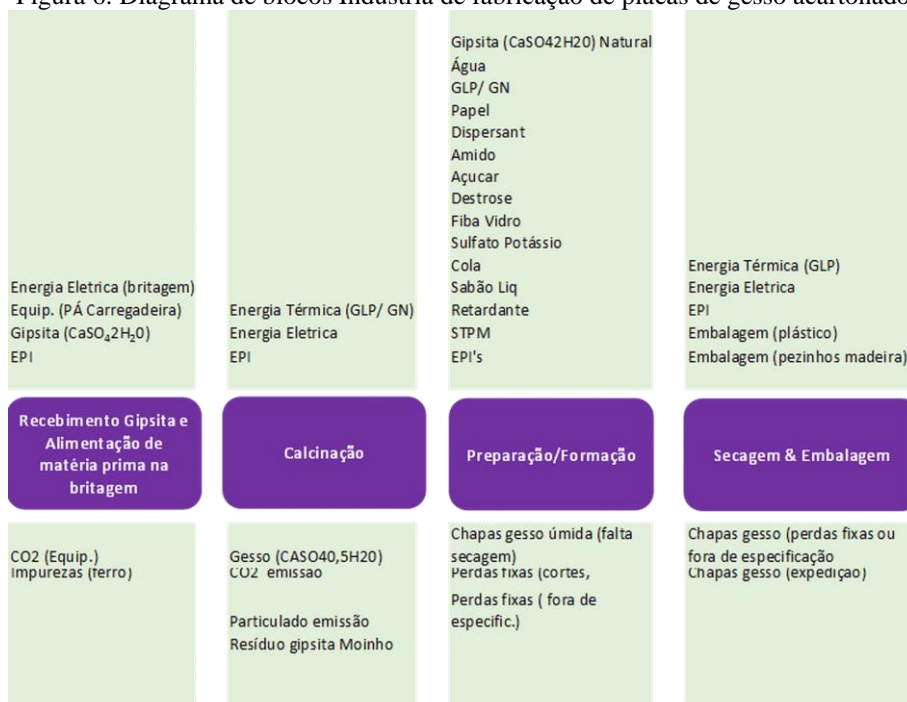 Figura 6. Diagrama de blocos Indústria de fabricação de placas de gesso acartonado
Energia Eletrica (britagem)
Equip. (PÁ Carregadeira)
Gipsita (CaSO₄2H₂0)
EPI
Energia Térmica (GLP/ GN)
Energia Eletrica
EPI
Gipsita (CaSO42H20) Natural
Água
GLP/ GN
Papel
Dispersant
Amido
Açucar
Destrose
Fiba Vidro
Sulfato Potássio
Cola
Sabão Liq
Retardante
STPM
EPI's
Energia Térmica (GLP)
Energia Eletrica
EPI
Embalagem (plástico)
Embalagem (pezinhos madeira)
Recebimento Gipsita e
Alimentação de
matéria prima na
britagem
Calcinação
Preparação/Formação
Secagem & Embalagem
CO2 (Equip.)
Impurezas (ferro)
Gesso (CASO40,5H20)
CO2 emissão
Particulado emissão
Resíduo gipsita Moinho
Chapas gesso úmida (falta
secagem)
Perdas fixas (cortes,
Perdas fixas ( fora de
especific.)
Chapas gesso (perdas fixas ou
fora de especificação
Chapas gesso (expedição)